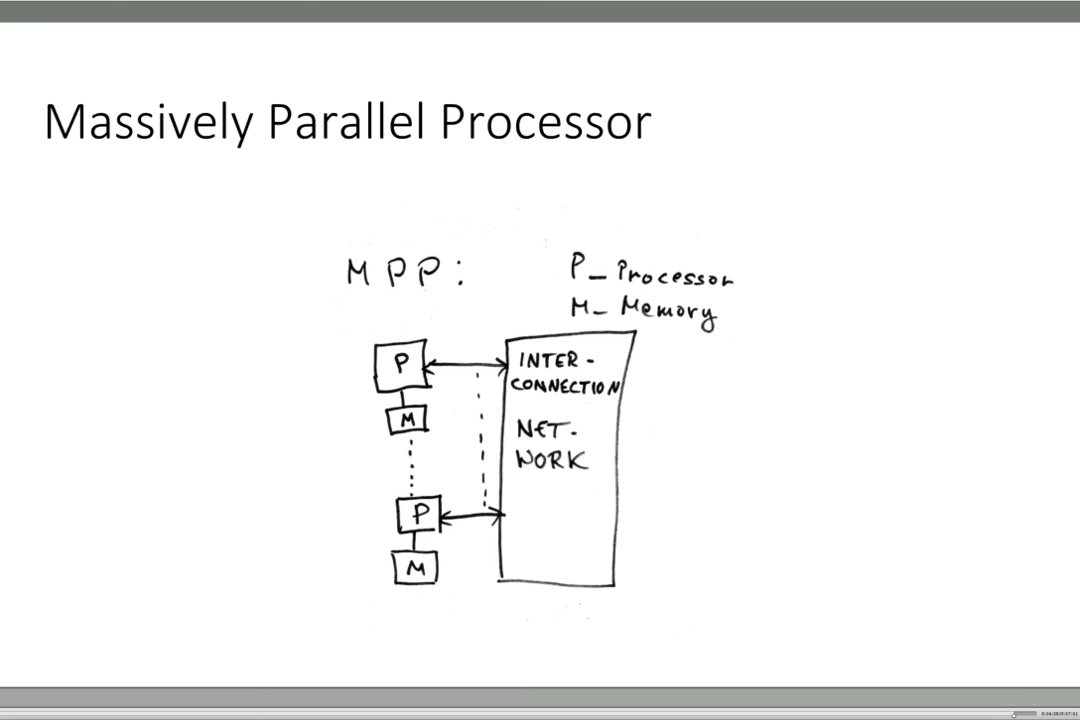 Massively Parallel Processor
MPP:
P_ Processor
M_ Memory
P
M
P
M
INTER-
CONNECTION
NET-
WORK